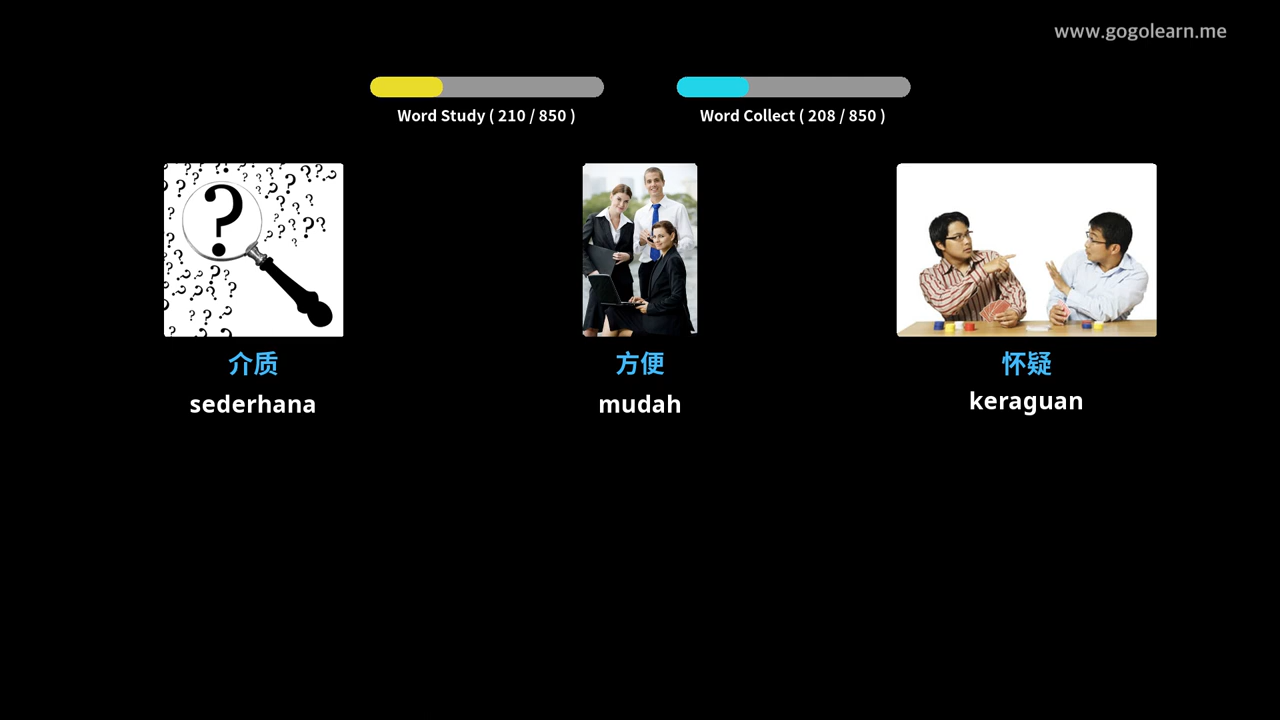 www.gogolearn.me
Word Study ( 210 / 850 )
Word Collect ( 208 / 850 )
介质
方便
怀疑
sederhana
mudah
keraguan